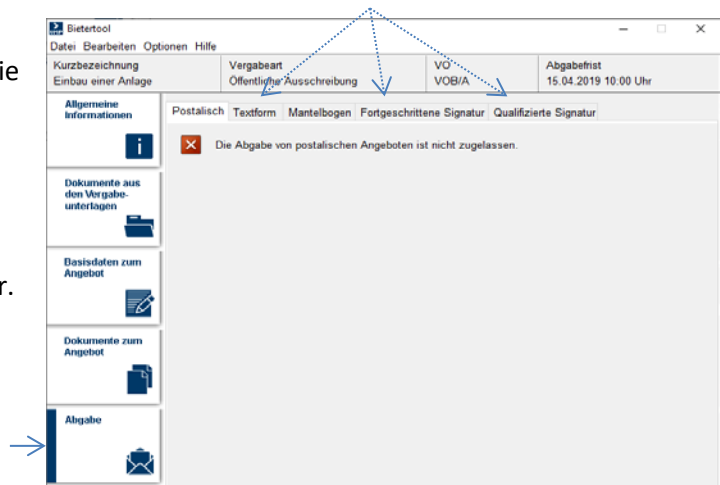 Bietertool
Datei Bearbeiten Optionen Hilfe
Kurzbezeichnung Vergabeart VO Abgabefrist
Einbau einer Anlage Öffentliche Ausschreibung VOB/A 15.04.2019 10:00 Uhr
ie
Allgemeine
Informationen
i
Postalisch Textform Mantelbogen Fortgeschrittene Signatur Qualifizierte Signatur
Die Abgabe von postalischen Angeboten ist nicht zugelassen.
Dokumente aus
den Vergabe-
unterlagen
Basisdaten zum
Angebot
r.
Dokumente zum
Angebot
Abgabe